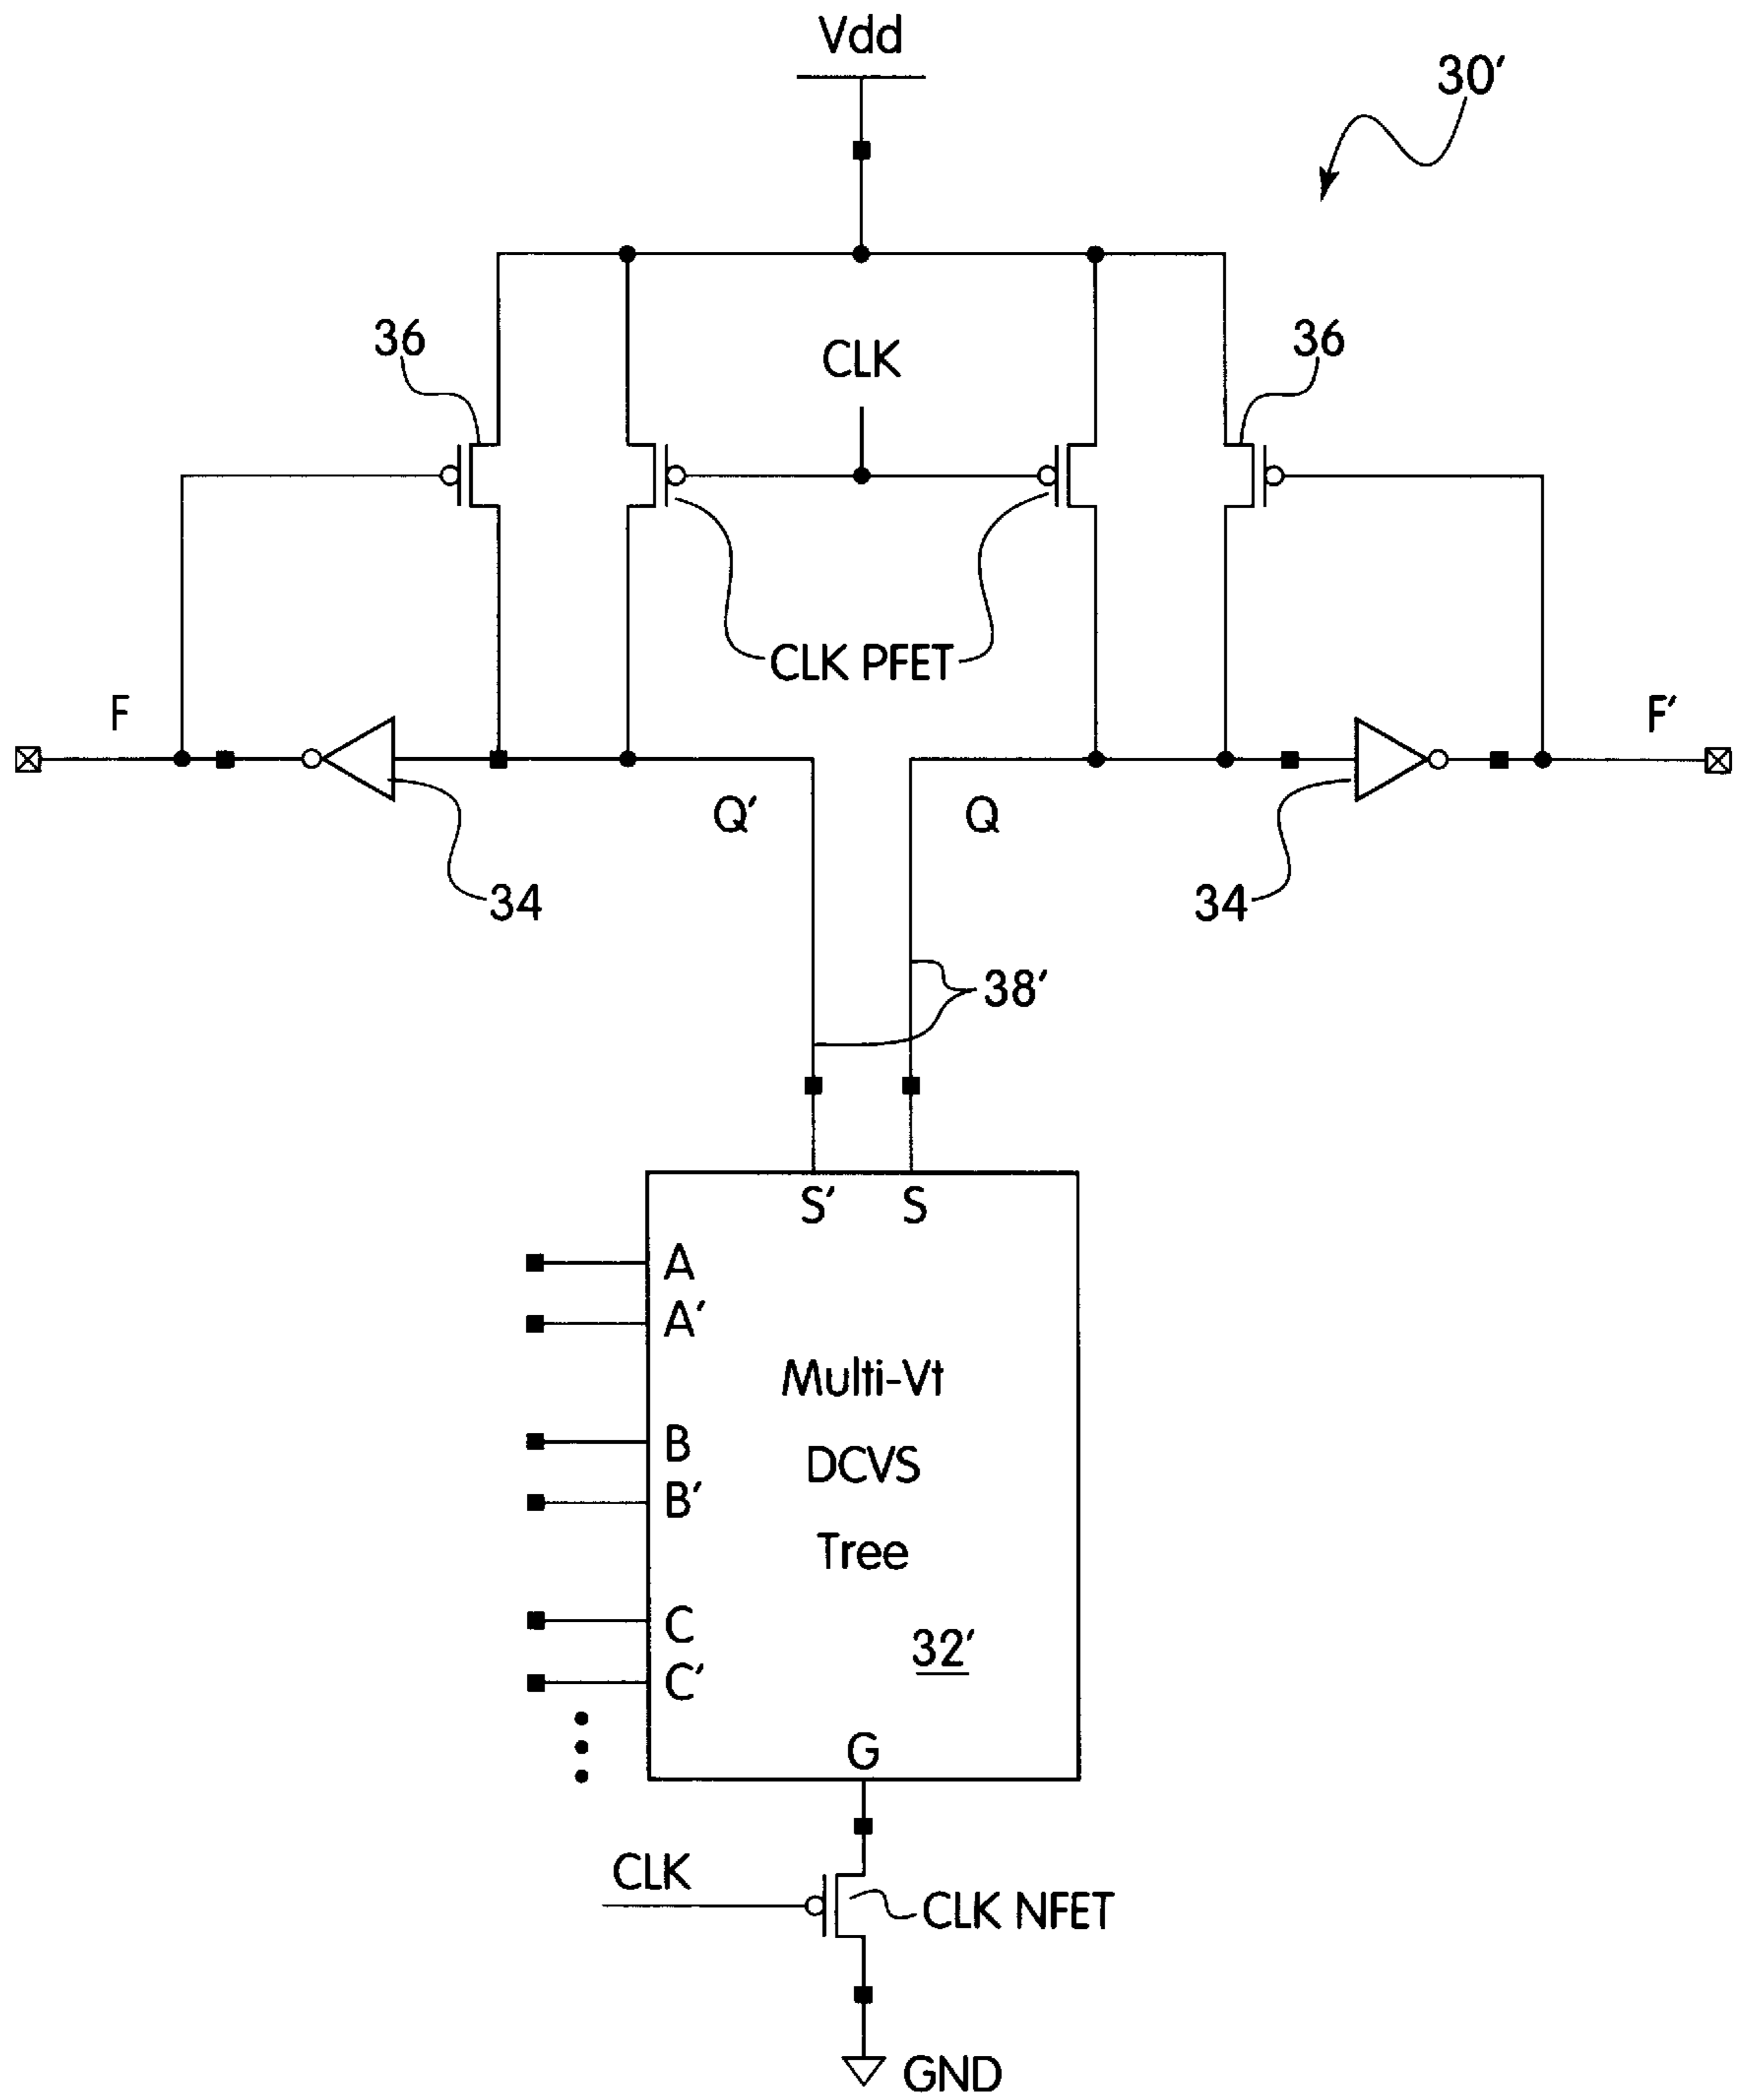 Vdd
30'
36
CLK
36
CLK PFET
F
F'
Q'
Q
34
34
38'
S'
S
A
A'
Multi-Vt
B
DCVS
B'
Tree
C
32'
C'
G
CLK
CLK NFET
GND